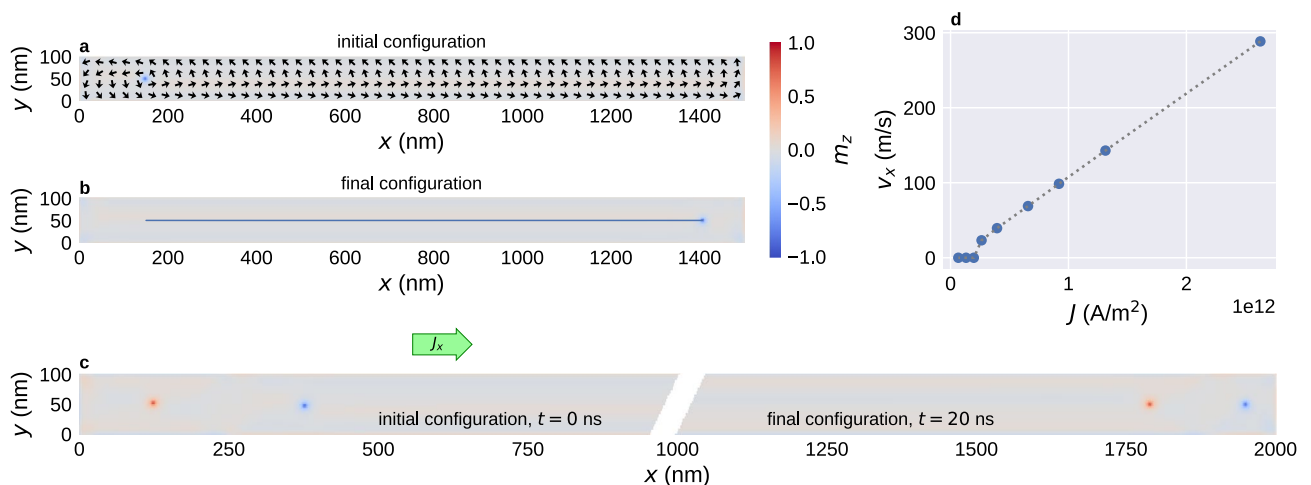 a
initial configuration
100
50
0
y (nm)
0 200 400 600 800 1000 1200 1400
x (nm)
b
final configuration
100
50
0
y (nm)
0 200 400 600 800 1000 1200 1400
x (nm)
1.0
0.5
0.0
−0.5
−1.0
m_z
d
300
200
100
0
v_x (m/s)
0 1 2
1e12
J (A/m²)
J_x
c
100
50
0
y (nm)
initial configuration, t = 0 ns
final configuration, t = 20 ns
0 250 500 750 1000 1250 1500 1750 2000
x (nm)